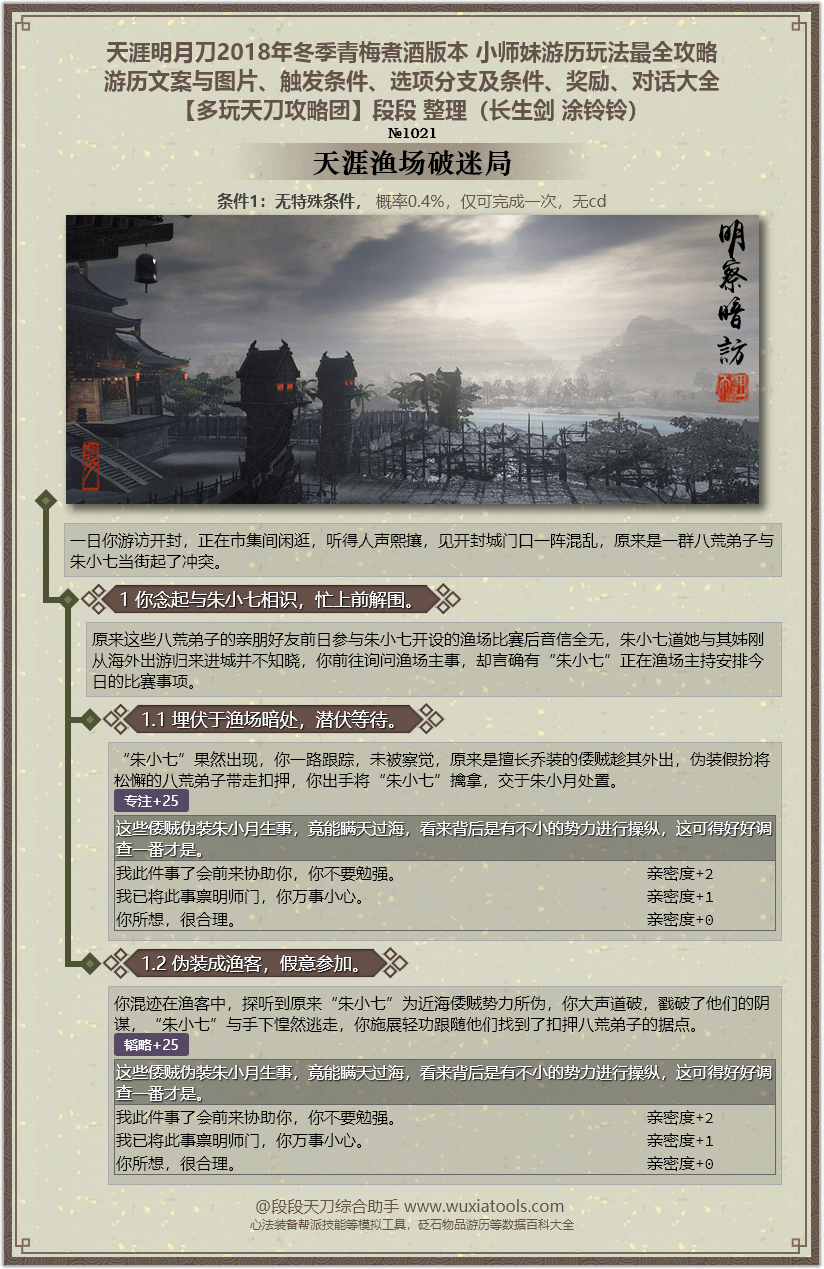 天涯明月刀2018年冬季青梅煮酒版本 小师妹游历玩法最全攻略
游历文案与图片、触发条件、选项分支及条件、奖励、对话大全
【多玩天刀攻略团】段段 整理（长生剑 涂铃铃）
№1021
天涯渔场破迷局
条件1：无特殊条件， 概率0.4%，仅可完成一次，无cd
明察暗訪
一日你游访开封，正在市集间闲逛，听得人声熙攘，见开封城门口一阵混乱，原来是一群八荒弟子与
朱小七当街起了冲突。
1 你念起与朱小七相识，忙上前解围。
原来这些八荒弟子的亲朋好友前日参与朱小七开设的渔场比赛后音信全无，朱小七道她与其姊刚
从海外出游归来进城并不知晓，你前往询问渔场主事，却言确有“朱小七”正在渔场主持安排今
日的比赛事项。
1.1 埋伏于渔场暗处，潜伏等待。
“朱小七”果然出现，你一路跟踪，未被察觉，原来是擅长乔装的倭贼趁其外出，伪装假扮将
松懈的八荒弟子带走扣押，你出手将“朱小七”擒拿，交于朱小月处置。
专注+25
这些倭贼伪装朱小月生事，竟能瞒天过海，看来背后是有不小的势力进行操纵，这可得好好调
查一番才是。
我此件事了会前来协助你，你不要勉强。 亲密度+2
我已将此事禀明师门，你万事小心。 亲密度+1
你所想，很合理。 亲密度+0
1.2 伪装成渔客，假意参加。
你混迹在渔客中，探听到原来“朱小七”为近海倭贼势力所伪，你大声道破，戳破了他们的阴
谋，“朱小七”与手下惶然逃走，你施展轻功跟随他们找到了扣押八荒弟子的据点。
韬略+25
这些倭贼伪装朱小月生事，竟能瞒天过海，看来背后是有不小的势力进行操纵，这可得好好调
查一番才是。
我此件事了会前来协助你，你不要勉强。 亲密度+2
我已将此事禀明师门，你万事小心。 亲密度+1
你所想，很合理。 亲密度+0
@段段天刀综合助手 www.wuxiatools.com
心法装备帮派技能等模拟工具，砭石物品游历等数据百科大全